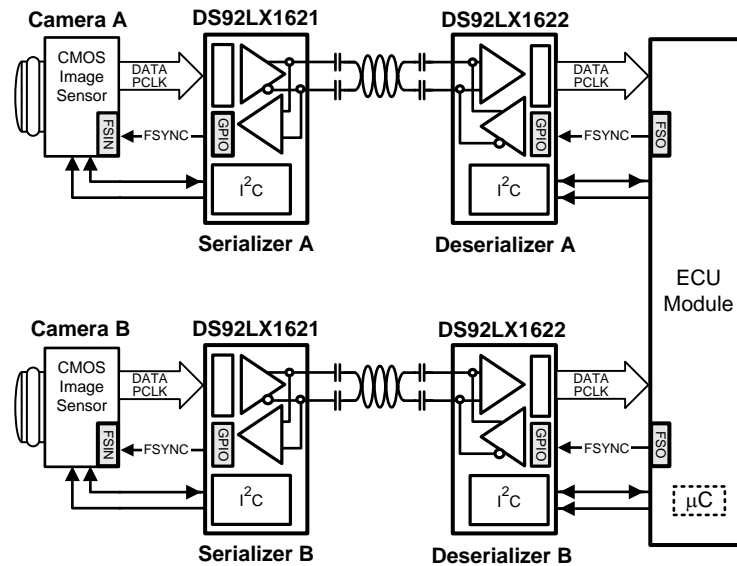 Camera A
DS92LX1621
DS92LX1622
CMOS
Image
Sensor
DATA
PCLK
DATA
PCLK
FSIN
FSYNC
GPIO
GPIO
FSYNC
FSO
I²C
I²C
Serializer A
Deserializer A
ECU
Module
Camera B
DS92LX1621
DS92LX1622
CMOS
Image
Sensor
DATA
PCLK
DATA
PCLK
FSIN
FSYNC
GPIO
GPIO
FSYNC
FSO
I²C
I²C
μC
Serializer B
Deserializer B